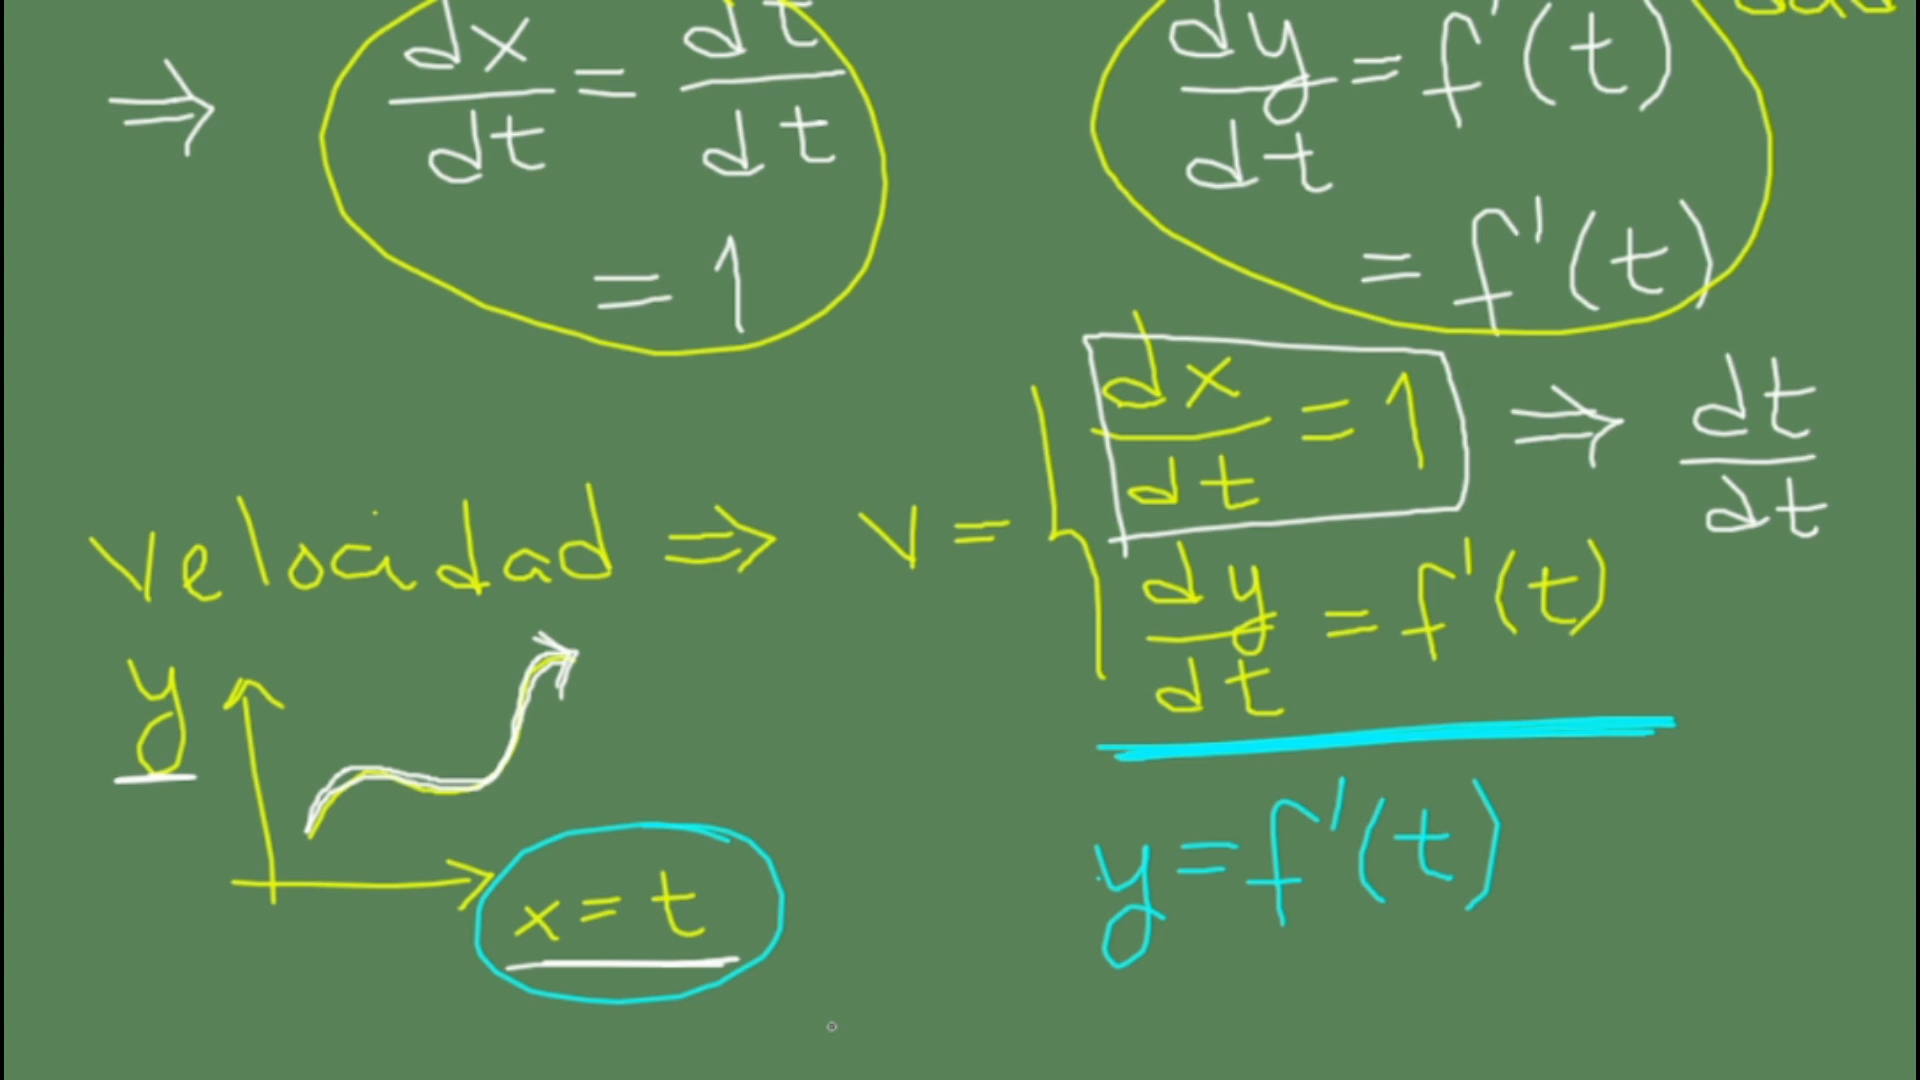 ⇒ dx/dt = dt/dt
= 1
dy/dt = f'(t)
= f'(t)
velocidad ⇒ v = { dx/dt = 1 ⇒ dt/dt
dy/dt = f'(t)
y
x = t
y = f'(t)